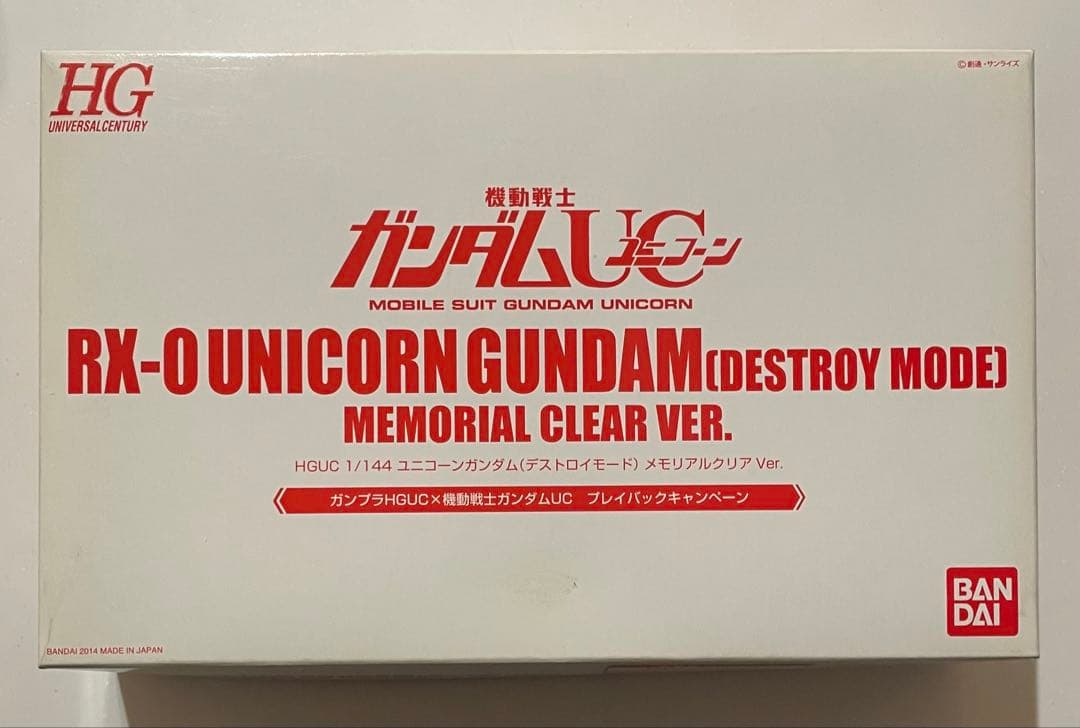 HG
UNIVERSAL CENTURY
©創通・サンライズ
機動戦士
ガンダムUC
ユニコーン
MOBILE SUIT GUNDAM UNICORN
RX-0 UNICORN GUNDAM(DESTROY MODE)
MEMORIAL CLEAR VER.
HGUC 1/144 ユニコーンガンダム(デストロイモード) メモリアルクリア Ver.
ガンプラHGUC×機動戦士ガンダムUC プレイバックキャンペーン
BAN
DAI
BANDAI 2014 MADE IN JAPAN